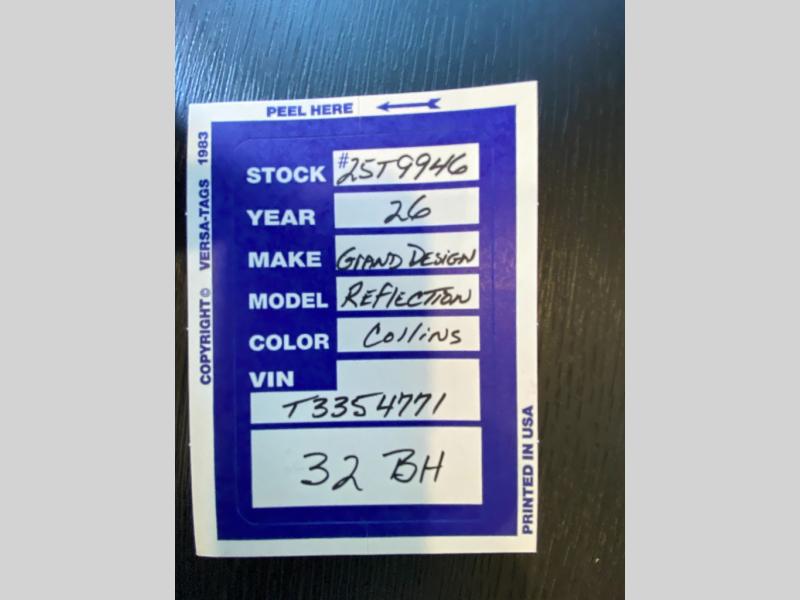 PEEL HERE
COPYRIGHT © VERSA-TAGS 1983
STOCK #25T9946
YEAR 26
MAKE GRAND DESIGN
MODEL REFLECTION
COLOR Collins
VIN
T3354771
32 BH
PRINTED IN USA